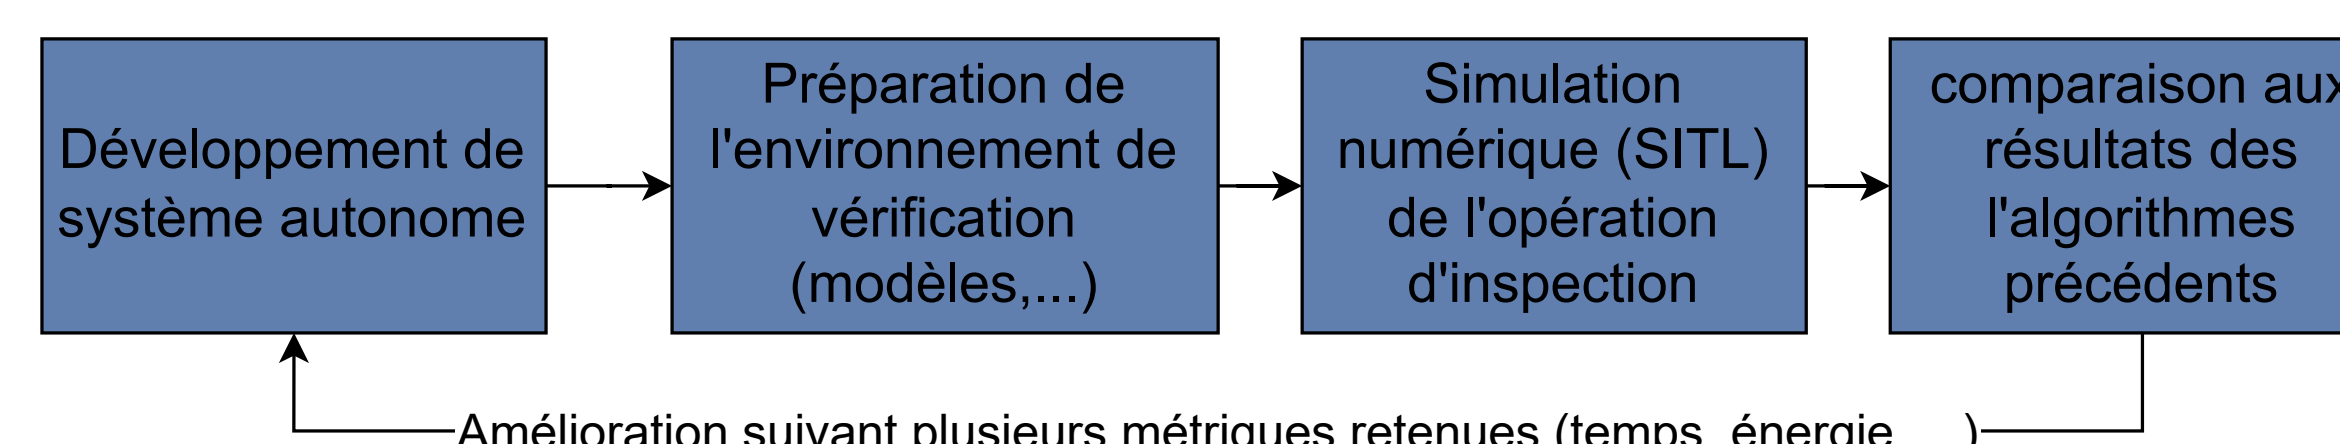 Développement de
système autonome
Préparation de
l'environnement de
vérification
(modèles,...)
Simulation
numérique (SITL)
de l'opération
d'inspection
comparaison aux
résultats des
l'algorithmes
précédents
Amélioration suivant plusieurs métriques retenues (temps, énergie, ...)